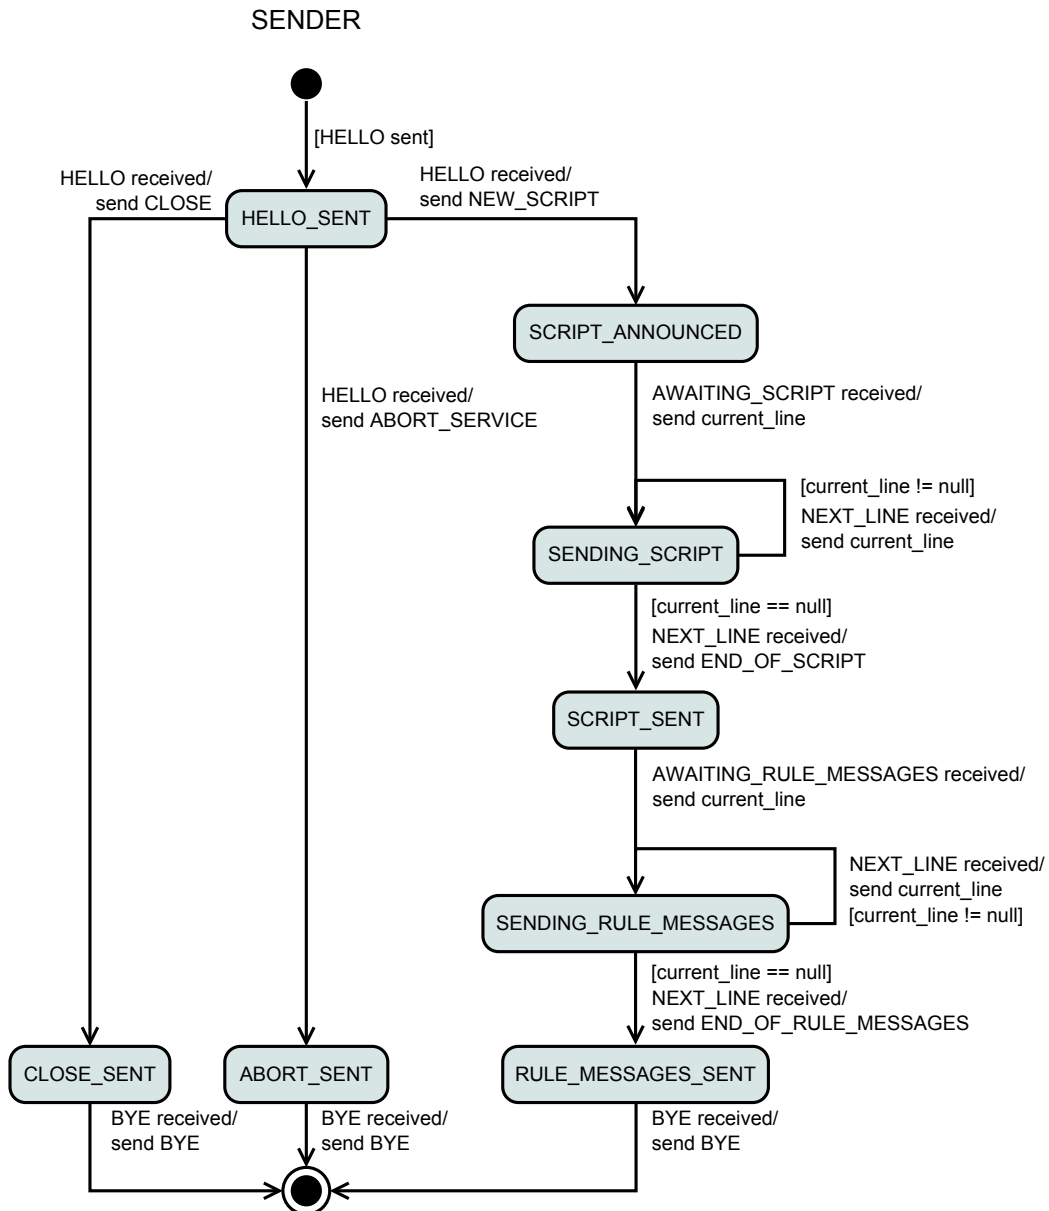 SENDER
[HELLO sent]
HELLO received/
send CLOSE
HELLO received/
send NEW_SCRIPT
HELLO_SENT
SCRIPT_ANNOUNCED
HELLO received/
send ABORT_SERVICE
AWAITING_SCRIPT received/
send current_line
[current_line != null]
NEXT_LINE received/
send current_line
SENDING_SCRIPT
[current_line == null]
NEXT_LINE received/
send END_OF_SCRIPT
SCRIPT_SENT
AWAITING_RULE_MESSAGES received/
send current_line
NEXT_LINE received/
send current_line
[current_line != null]
SENDING_RULE_MESSAGES
[current_line == null]
NEXT_LINE received/
send END_OF_RULE_MESSAGES
CLOSE_SENT
ABORT_SENT
RULE_MESSAGES_SENT
BYE received/
send BYE
BYE received/
send BYE
BYE received/
send BYE